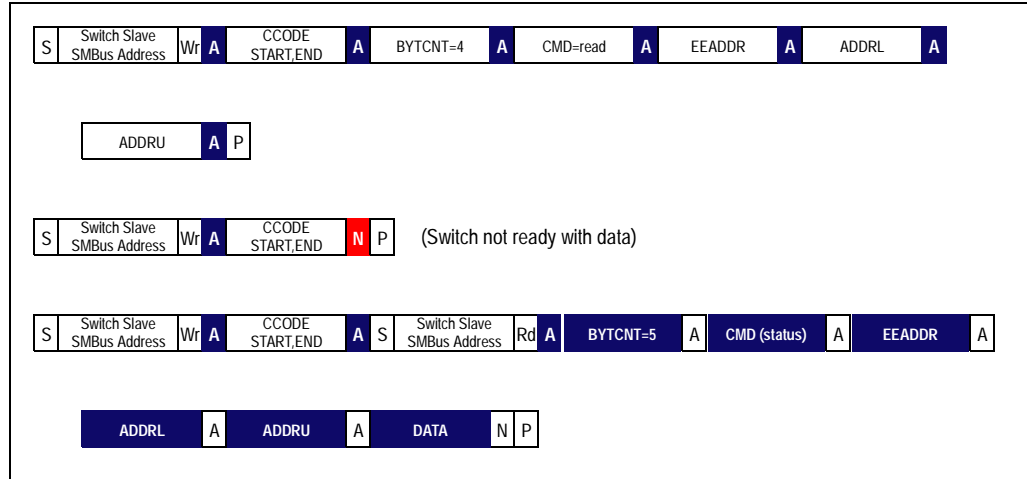 S Switch Slave SMBus Address Wr A CCODE START,END A BYTCNT=4 A CMD=read A EEADDR A ADDRL A
ADDRU A P
S Switch Slave SMBus Address Wr A CCODE START,END N P (Switch not ready with data)
S Switch Slave SMBus Address Wr A CCODE START,END A S Switch Slave SMBus Address Rd A BYTCNT=5 A CMD (status) A EEADDR A
ADDRL A ADDRU A DATA N P